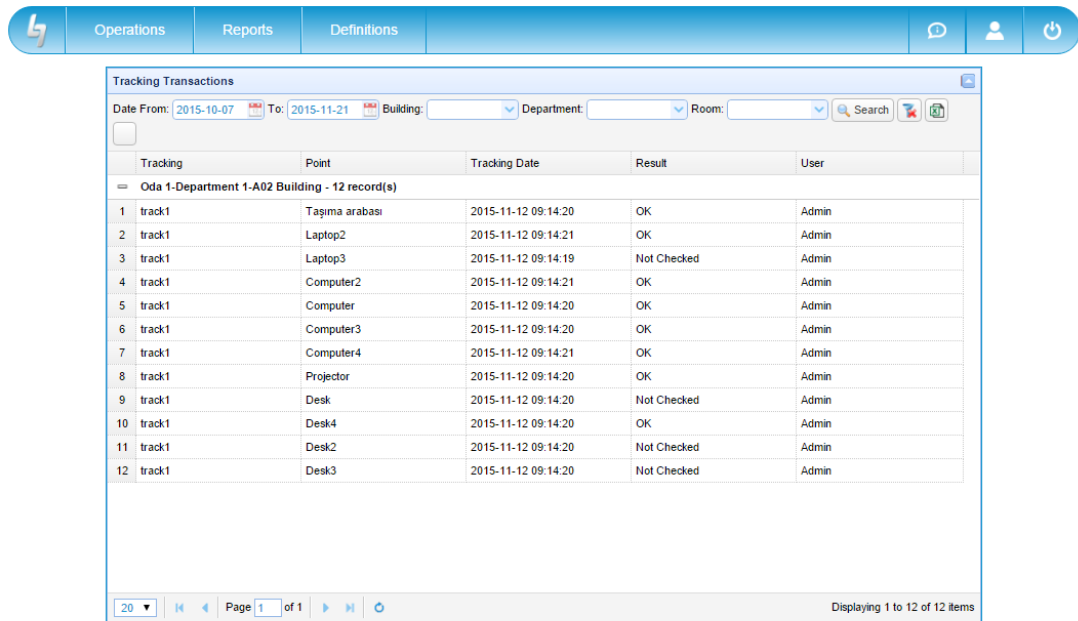 Operations Reports Definitions
Tracking Transactions
Date From: 2015-10-07 To: 2015-11-21 Building: Department: Room: Search
Tracking Point Tracking Date Result User
Oda 1-Department 1-A02 Building - 12 record(s)
1 track1 Taşıma arabası 2015-11-12 09:14:20 OK Admin
2 track1 Laptop2 2015-11-12 09:14:21 OK Admin
3 track1 Laptop3 2015-11-12 09:14:19 Not Checked Admin
4 track1 Computer2 2015-11-12 09:14:21 OK Admin
5 track1 Computer 2015-11-12 09:14:20 OK Admin
6 track1 Computer3 2015-11-12 09:14:20 OK Admin
7 track1 Computer4 2015-11-12 09:14:21 OK Admin
8 track1 Projector 2015-11-12 09:14:20 OK Admin
9 track1 Desk 2015-11-12 09:14:20 Not Checked Admin
10 track1 Desk4 2015-11-12 09:14:20 OK Admin
11 track1 Desk2 2015-11-12 09:14:20 Not Checked Admin
12 track1 Desk3 2015-11-12 09:14:20 Not Checked Admin
20 Page 1 of 1 Displaying 1 to 12 of 12 items